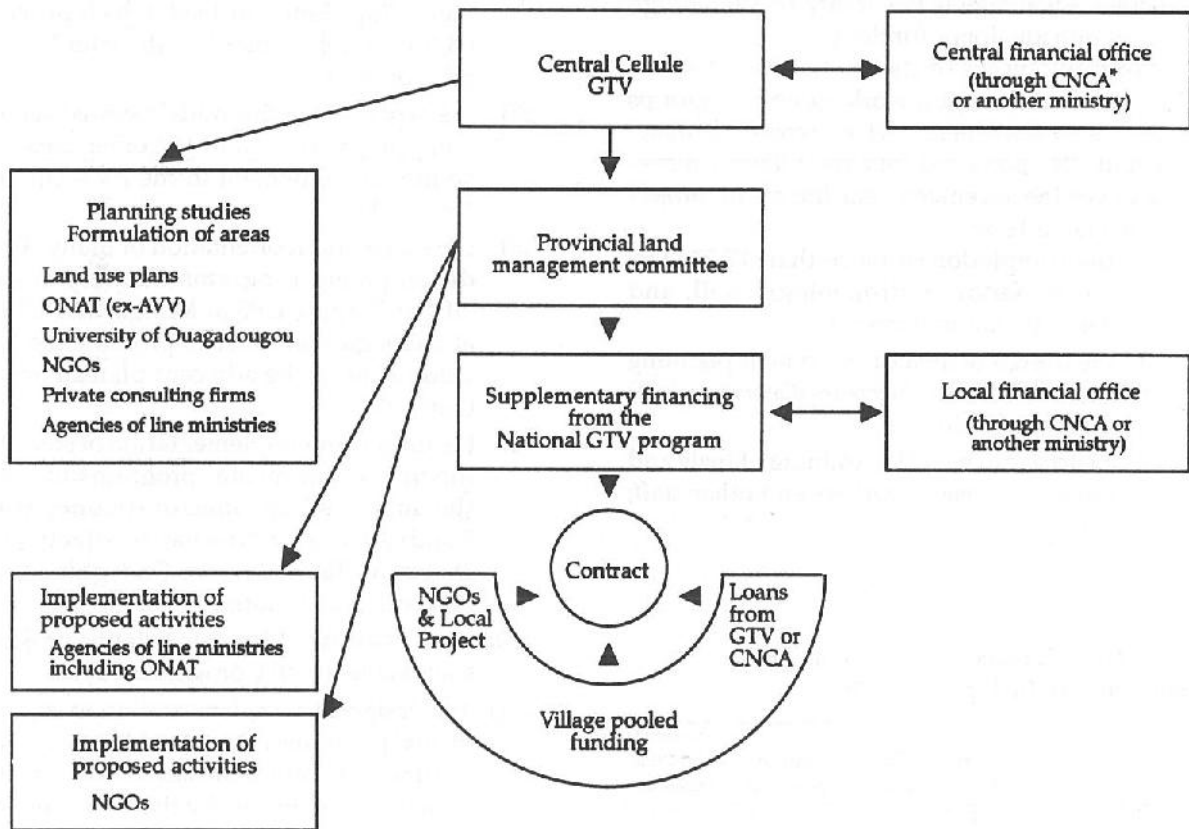 Central Cellule
GTV
Central financial office
(through CNCA*
or another ministry)
Planning studies
Formulation of areas
Land use plans
ONAT (ex-AVV)
University of Ouagadougou
NGOs
Private consulting firms
Agencies of line ministries
Provincial land
management committee
Supplementary financing
from the
National GTV program
Local financial office
(through CNCA or
another ministry)
Contract
NGOs
& Local
Project
Loans
from
GTV or
CNCA
Village pooled
funding
Implementation of
proposed activities
Agencies of line ministries
including ONAT
Implementation of
proposed activities
NGOs